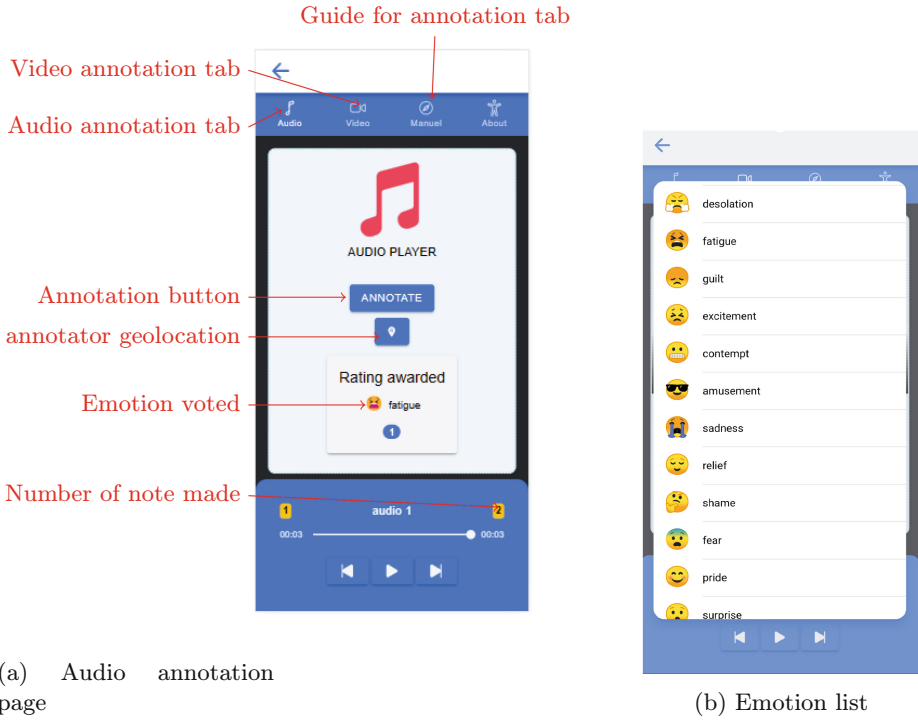 Guide for annotation tab
Video annotation tab
Audio annotation tab
Audio
Video
Manuel
About
AUDIO PLAYER
Annotation button
ANNOTATE
annotator geolocation
Rating awarded
Emotion voted
fatigue
1
Number of note made
1
audio 1
2
00:03
00:03
(a) Audio annotation
page
desolation
fatigue
guilt
excitement
contempt
amusement
sadness
relief
shame
fear
pride
surprise
(b) Emotion list